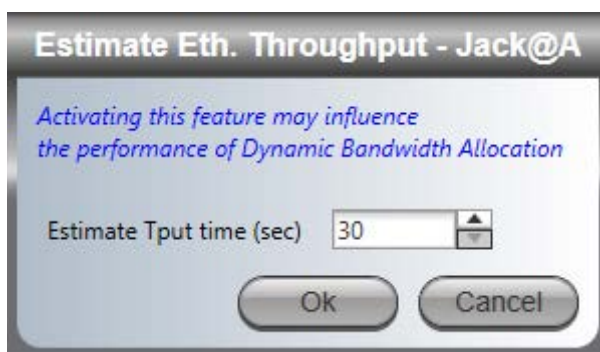 Estimate Eth. Throughput - Jack@A
Activating this feature may influence
the performance of Dynamic Bandwidth Allocation
Estimate Tput time (sec) 30
Ok Cancel